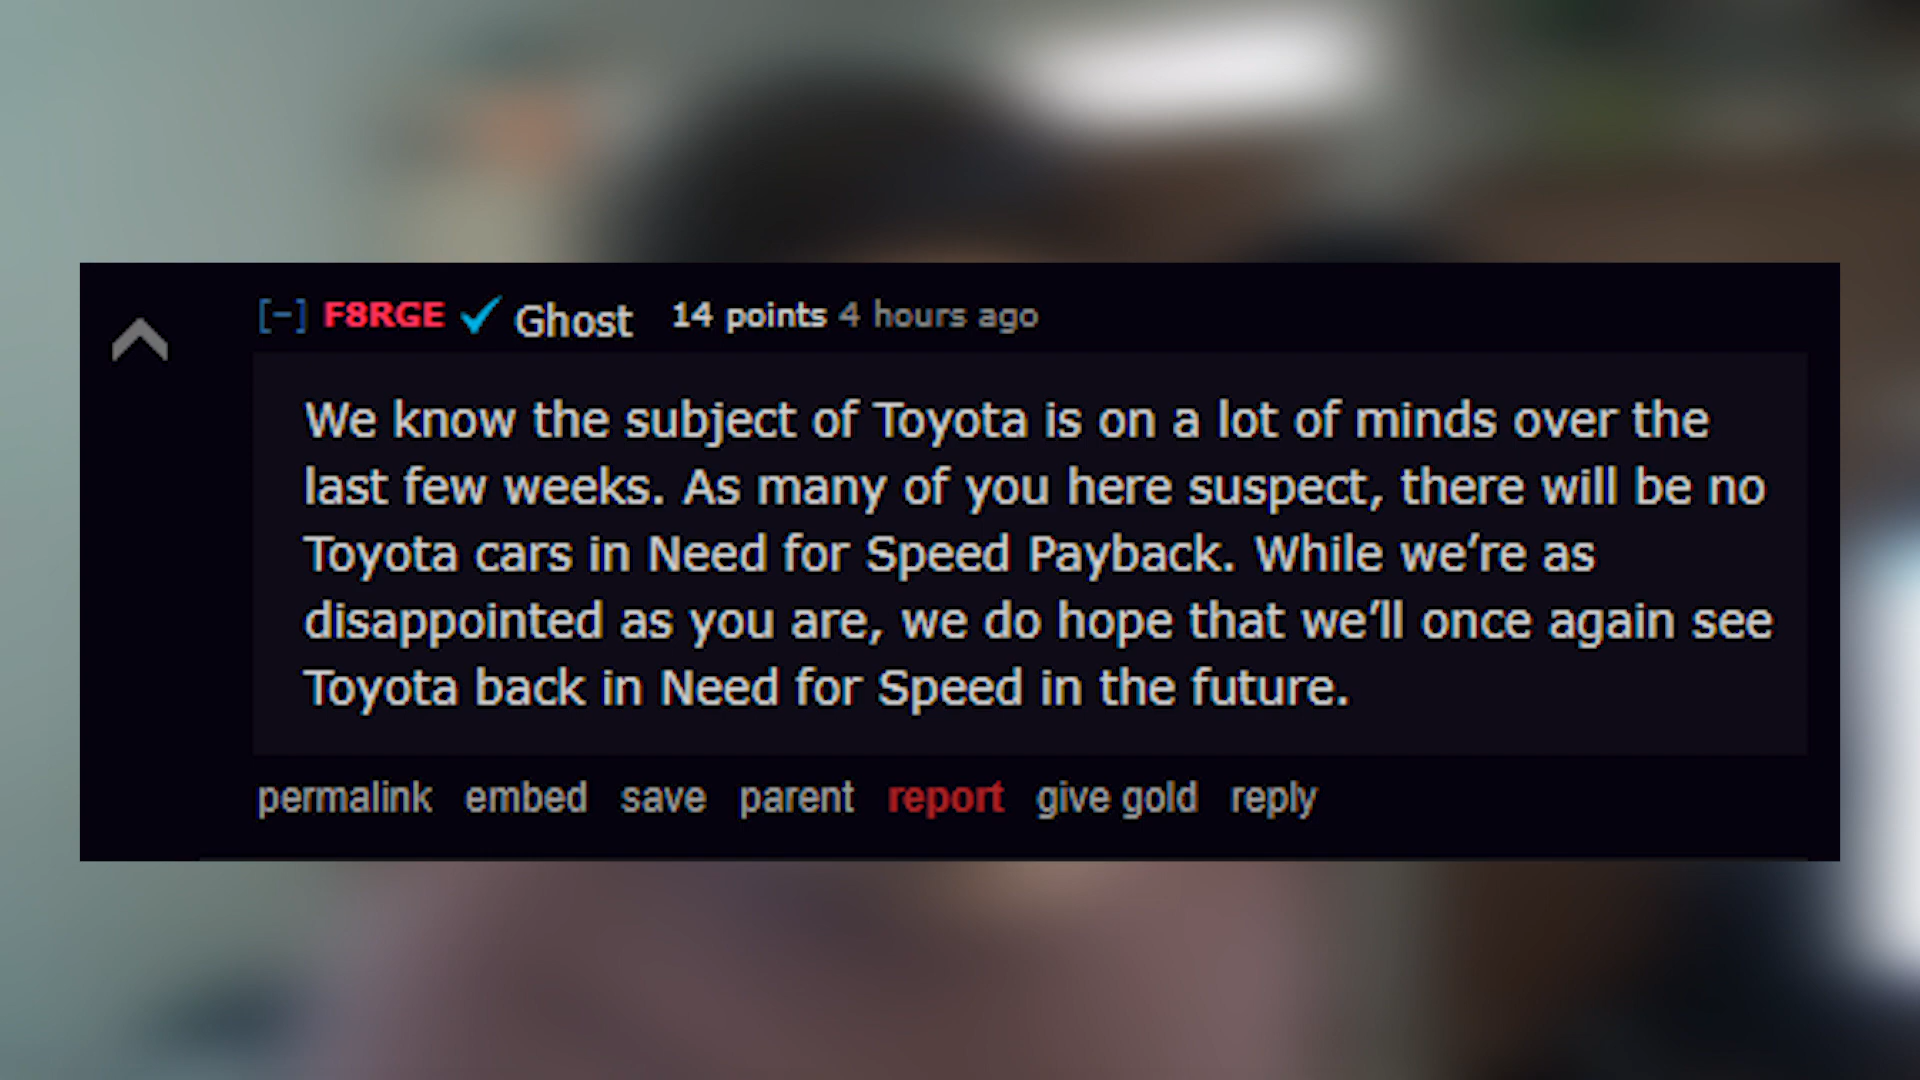 [–] F8RGE ✓ Ghost 14 points 4 hours ago
We know the subject of Toyota is on a lot of minds over the
last few weeks. As many of you here suspect, there will be no
Toyota cars in Need for Speed Payback. While we’re as
disappointed as you are, we do hope that we’ll once again see
Toyota back in Need for Speed in the future.
permalink embed save parent report give gold reply